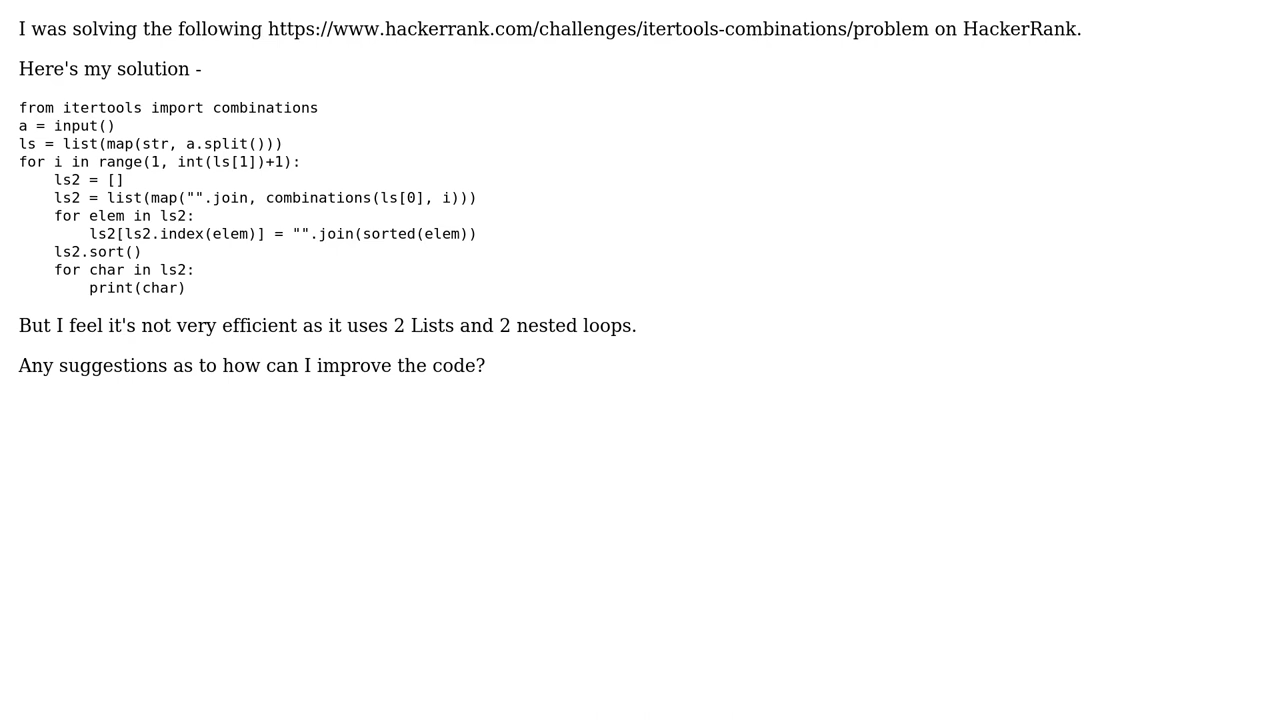 I was solving the following https://www.hackerrank.com/challenges/itertools-combinations/problem on HackerRank.
Here's my solution -
from itertools import combinations
a = input()
ls = list(map(str, a.split()))
for i in range(1, int(ls[1])+1):
    ls2 = []
    ls2 = list(map("".join, combinations(ls[0], i)))
    for elem in ls2:
        ls2[ls2.index(elem)] = "".join(sorted(elem))
    ls2.sort()
    for char in ls2:
        print(char)
But I feel it's not very efficient as it uses 2 Lists and 2 nested loops.
Any suggestions as to how can I improve the code?